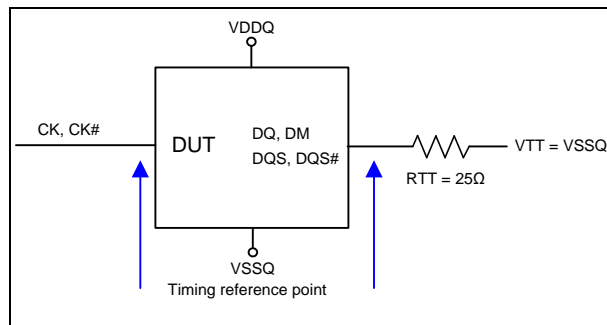 VDDQ
CK, CK#
DUT
DQ, DM
DQS, DQS#
VTT = VSSQ
RTT = 25Ω
VSSQ
Timing reference point